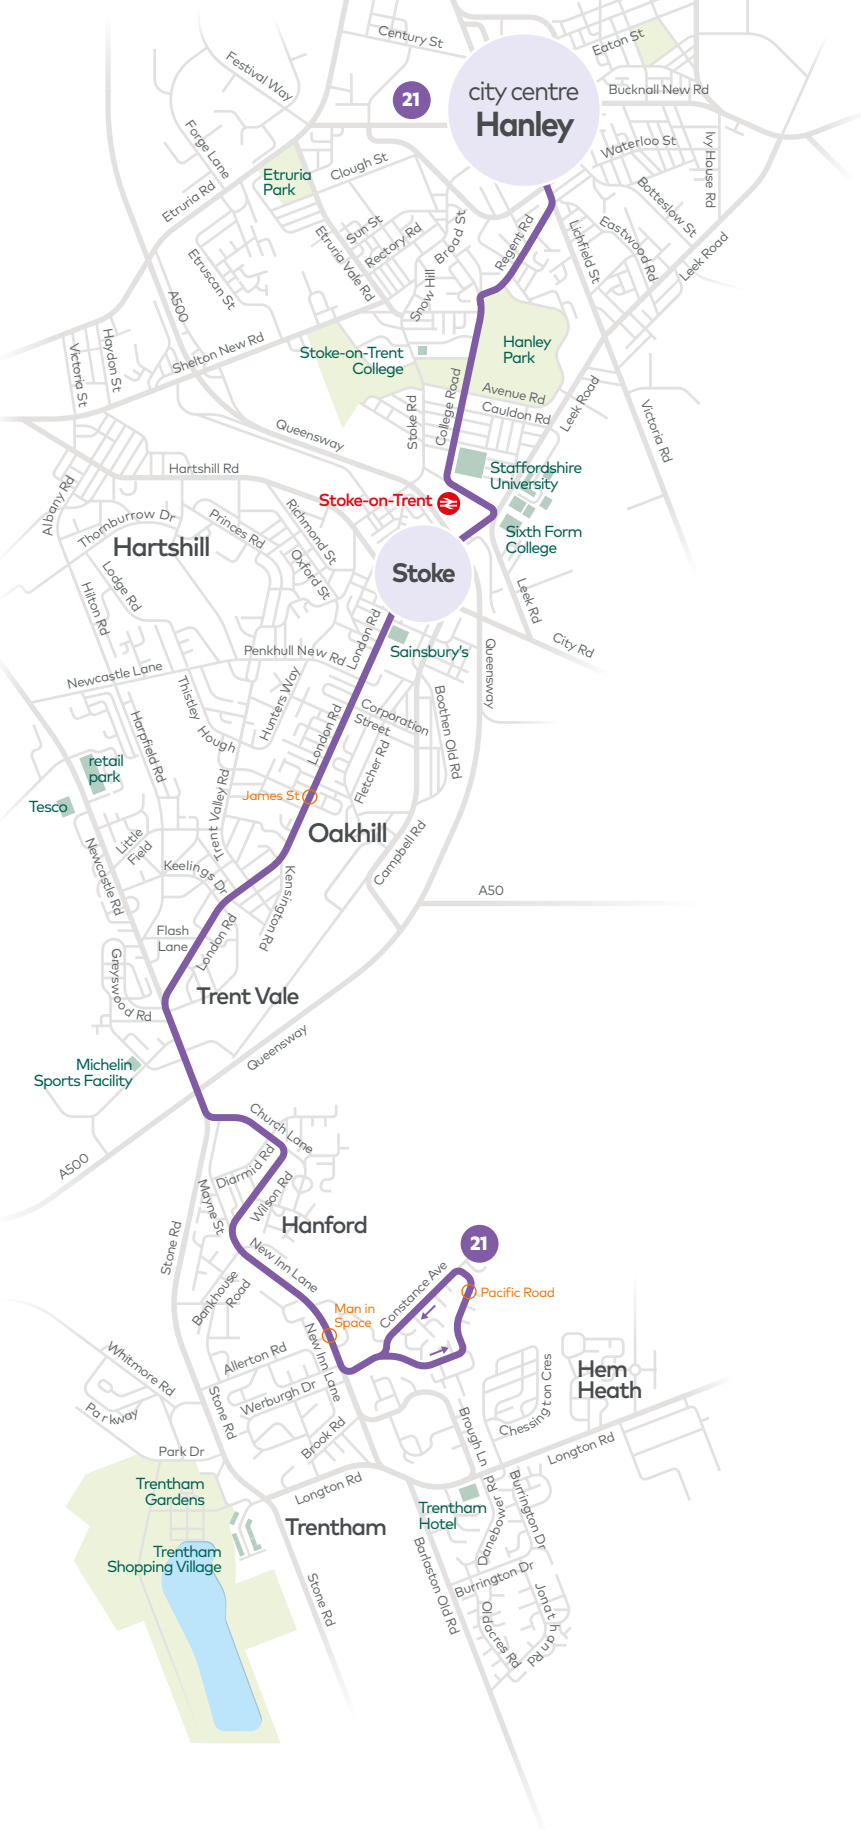 Century St
Eaton St
Festival Way
21
city centre
Hanley
Bucknall New Rd
Forge Lane
Waterloo St
Ivy House Rd
Clough St
Etruria
Park
Etruria Rd
Botteslow St
Sun St
Rectory Rd
Broad St
Regent Rd
Lichfield St
Eastwood Rd
Leek Road
Etruria Vale Rd
Etruscan St
Snow Hill
A500
Shelton New Rd
Haydon St
Victoria St
Stoke-on-Trent
College
Hanley
Park
Avenue Rd
Cauldon Rd
Leek Road
Victoria Rd
College Road
Stoke Rd
Queensway
Hartshill Rd
Staffordshire
University
Albany Rd
Stoke-on-Trent
Thornburrow Dr
Princes Rd
Richmond St
Sixth Form
College
Hartshill
Oxford St
Stoke
Lodge Rd
Hilton Rd
Leek Rd
City Rd
London Rd
Sainsbury's
Penkhull New Rd
Queensway
Newcastle Lane
Thistley Hough
Hunters Way
Corporation
Street
Boothen Old Rd
Harpfield Rd
London Rd
Fletcher Rd
retail
park
Tesco
James St
Trent Valley Rd
Oakhill
Little
Field
Newcastle Rd
Keelings Dr
Campbell Rd
Kensington Rd
A50
Flash
Lane
London Rd
Greyswood Rd
Trent Vale
Queensway
Michelin
Sports Facility
Church Lane
A500
Diarmid Rd
Mayne St
Wilson Rd
Hanford
Stone Rd
21
New Inn Lane
Constance Ave
Bankhouse
Road
Pacific Road
Man in
Space
New Inn Lane
Whitmore Rd
Allerton Rd
Hem
Heath
Chessington Cres
Werburgh Dr
Parkway
Stone Rd
Brook Rd
Brough Ln
Park Dr
Longton Rd
Longton Rd
Trentham
Gardens
Trentham
Hotel
Danebower Rd
Burrington Dr
Trentham
Trentham
Shopping Village
Barlaston Old Rd
Burrington Dr
Stone Rd
Oldacres Rd
Jonathan Rd